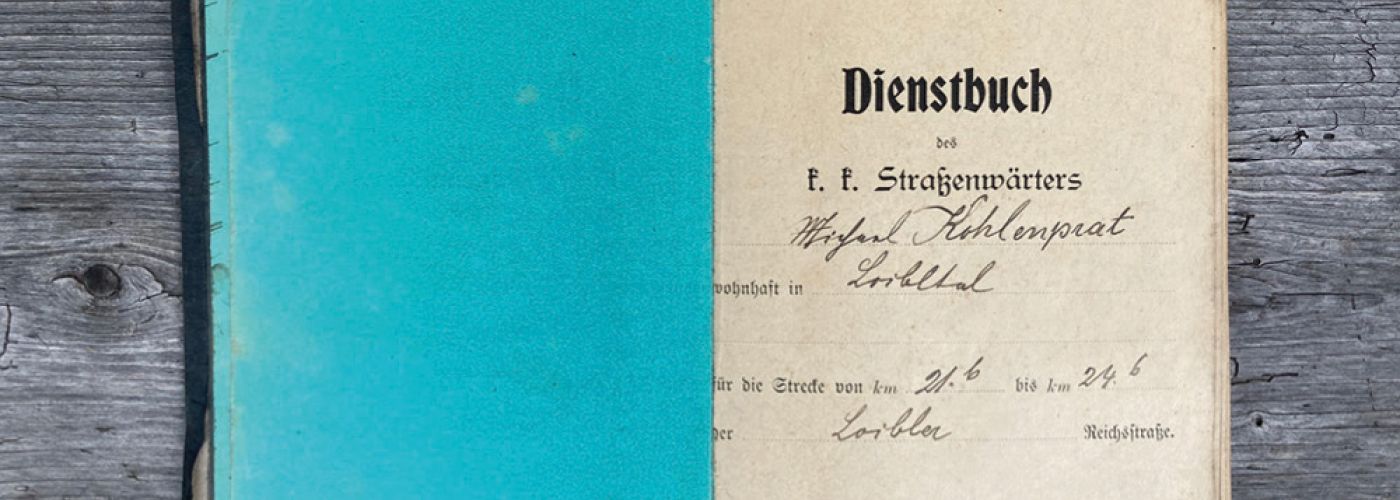 Dienstbuch
des
k. k. Straßenwärters
Michael Kohlenprat
wohnhaft in Loibltal
für die Strecke von km 21.6 bis km 24.6
der Loibler Reichsstraße.